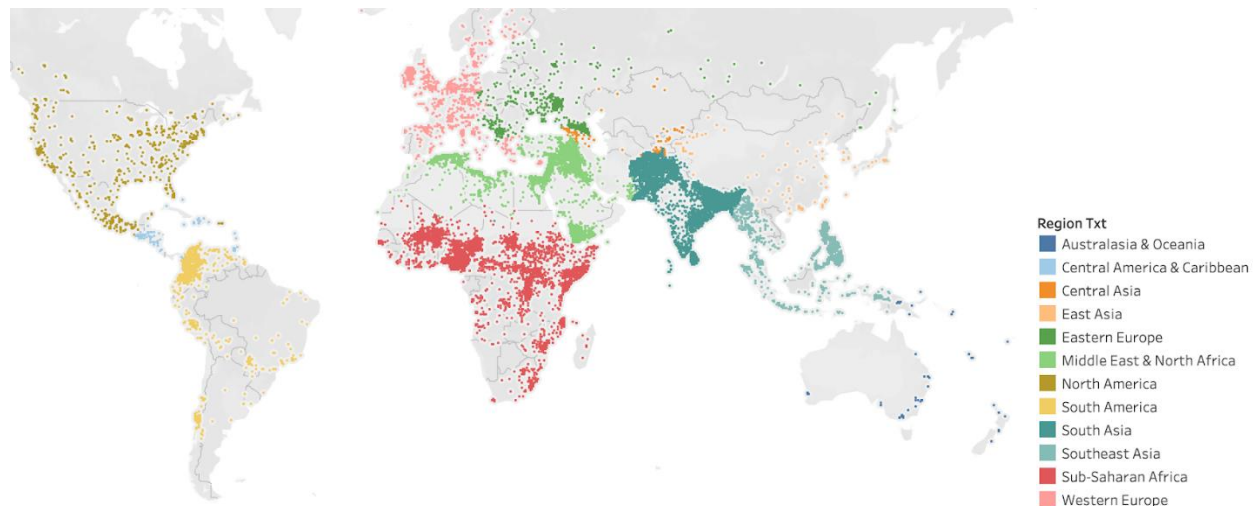 Region Txt
Australasia & Oceania
Central America & Caribbean
Central Asia
East Asia
Eastern Europe
Middle East & North Africa
North America
South America
South Asia
Southeast Asia
Sub-Saharan Africa
Western Europe